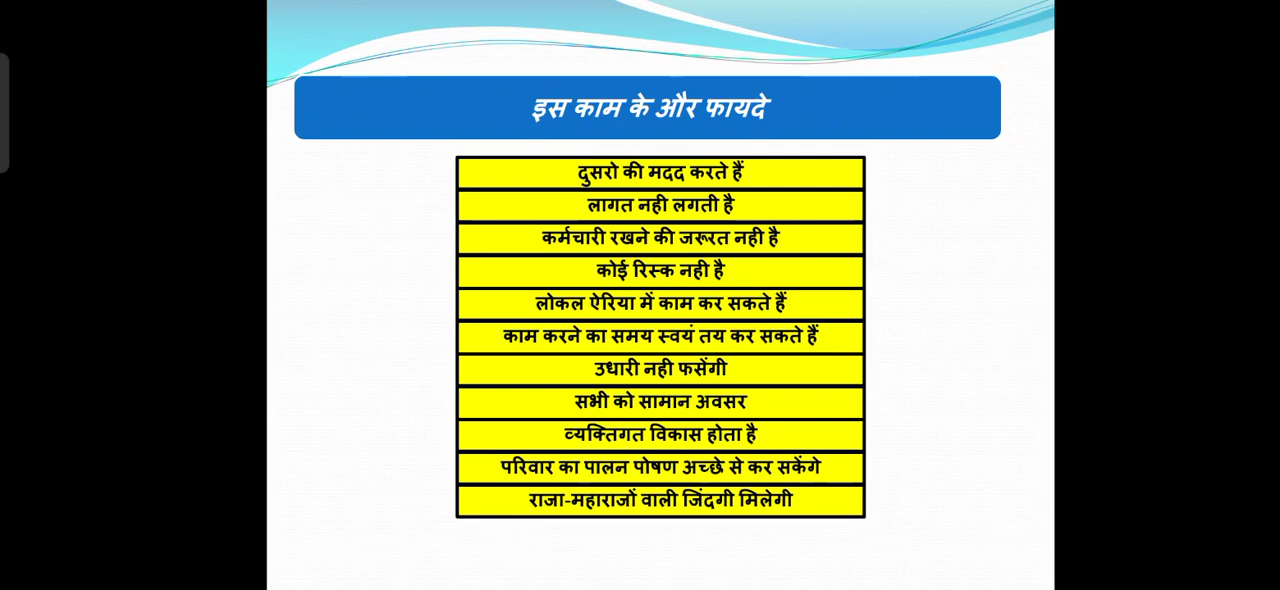 इस काम के और फायदे
दुसरो की मदद करते हैं
लागत नही लगती है
कर्मचारी रखने की जरूरत नही है
कोई रिस्क नही है
लोकल ऐरिया में काम कर सकते हैं
काम करने का समय स्वयं तय कर सकते हैं
उधारी नही फसेंगी
सभी को सामान अवसर
व्यक्तिगत विकास होता है
परिवार का पालन पोषण अच्छे से कर सकेंगे
राजा-महाराजों वाली जिंदगी मिलेगी